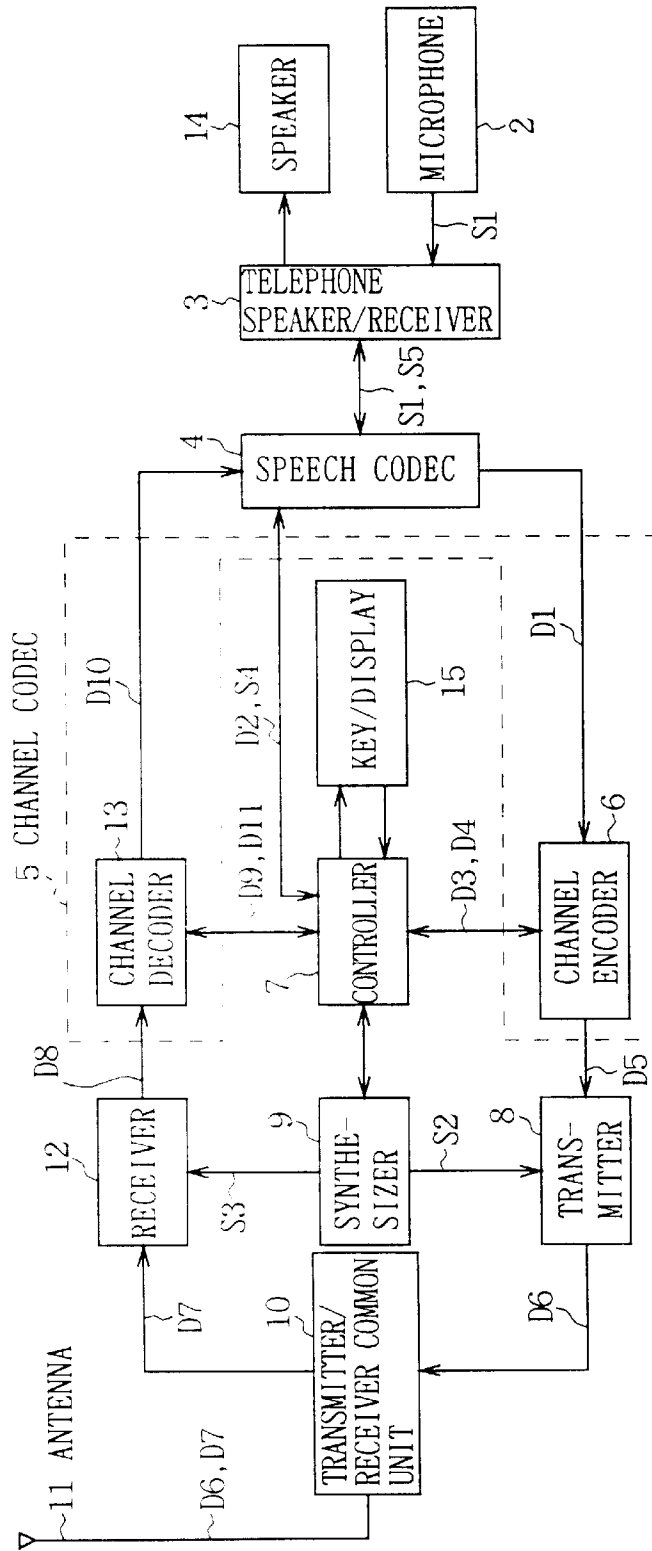 11 ANTENNA
D6, D7
D7
10
TRANSMITTER/
RECEIVER COMMON
UNIT
D6
12
RECEIVER
D8
S3
9
SYNTHE-
SIZER
S2
8
TRANS-
MITTER
D5
5 CHANNEL CODEC
13
CHANNEL
DECODER
D10
D9, D11
D2, S4
7
CONTROLLER
KEY/DISPLAY
15
D3, D4
CHANNEL
ENCODER
6
D1
4
SPEECH CODEC
S1, S5
3
TELEPHONE
SPEAKER/RECEIVER
14
SPEAKER
S1
MICROPHONE
2